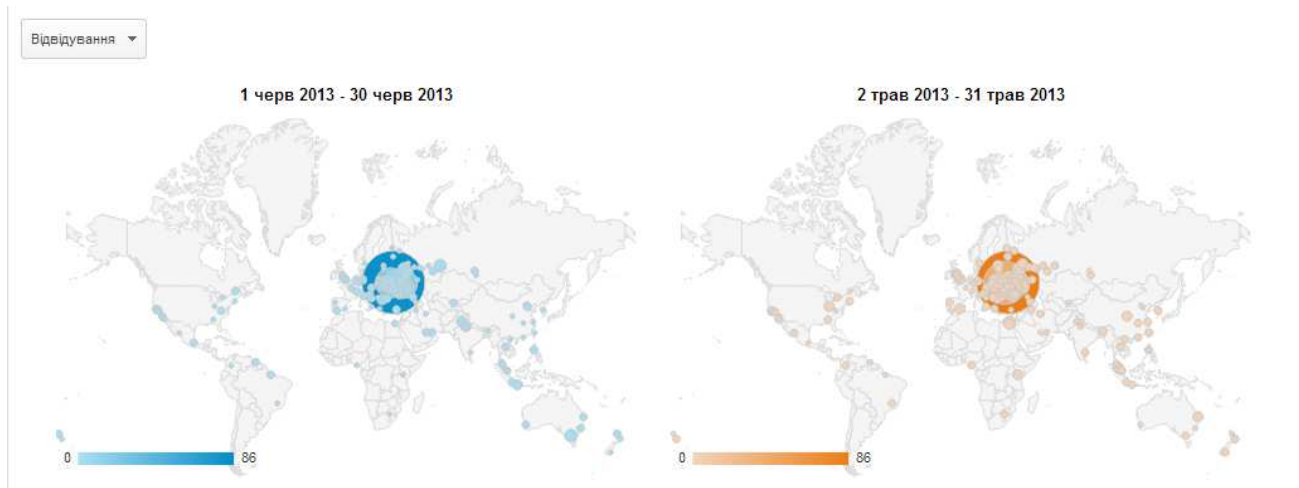 Відвідування
1 черв 2013 - 30 черв 2013
2 трав 2013 - 31 трав 2013
0 86
0 86